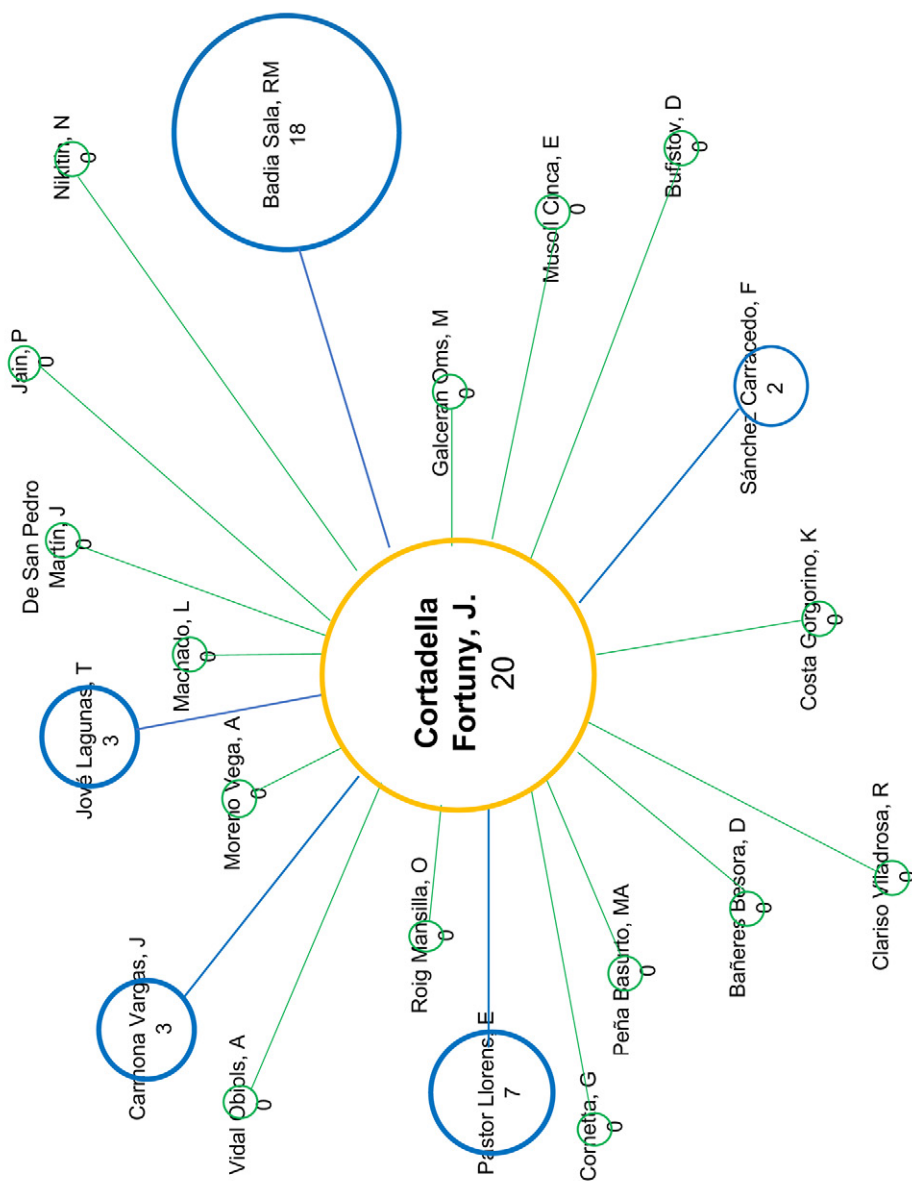 Cortadella
Fortuny, J.
20
Carmona Vargas, J
3
Vidal Obiols, A
0
Pastor Llorens, E
7
Cornetta, G
0
Roig Mansilla, O
0
Peña Basurto, MA
0
Bañeres Besora, D
0
Clariso Viladrosa, R
0
Moreno Vega, A
0
Jové Lagunas, T
3
Machado, L
0
De San Pedro
Martín, J
0
Jain, P
0
Nikitin, N
0
Badia Sala, RM
18
Galceran Oms, M
0
Musoll Cinca, E
0
Bufistov, D
0
Sánchez Carracedo, F
2
Costa Gorgorino, K
0